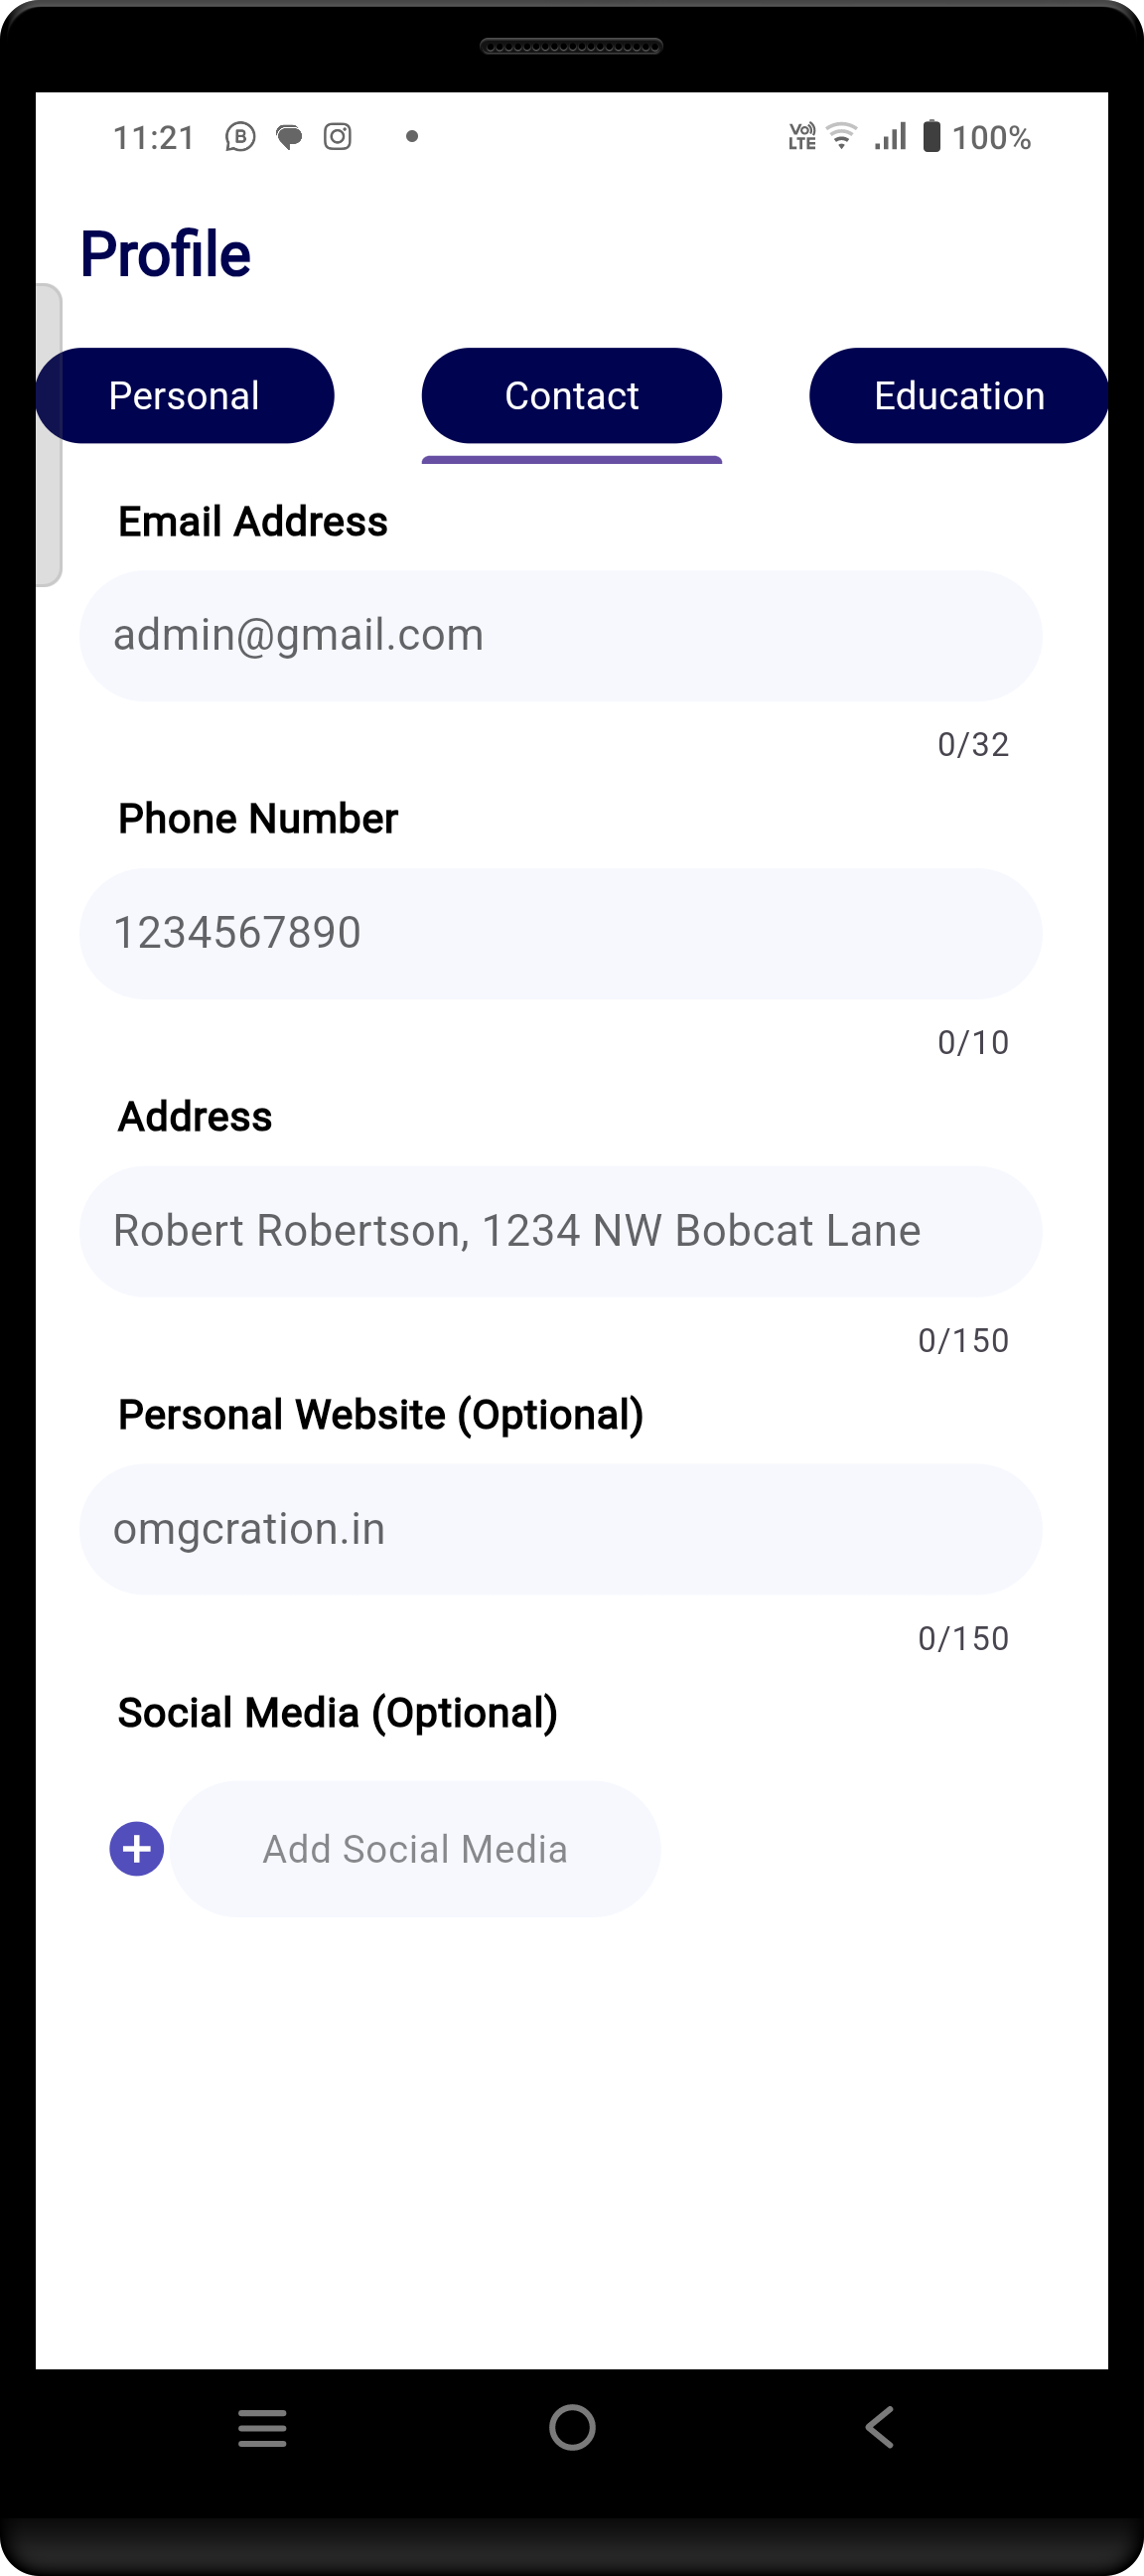 11:21 VoLTE 100%
Profile
Personal Contact Education
Email Address
admin@gmail.com
0/32
Phone Number
1234567890
0/10
Address
Robert Robertson, 1234 NW Bobcat Lane
0/150
Personal Website (Optional)
omgcration.in
0/150
Social Media (Optional)
Add Social Media